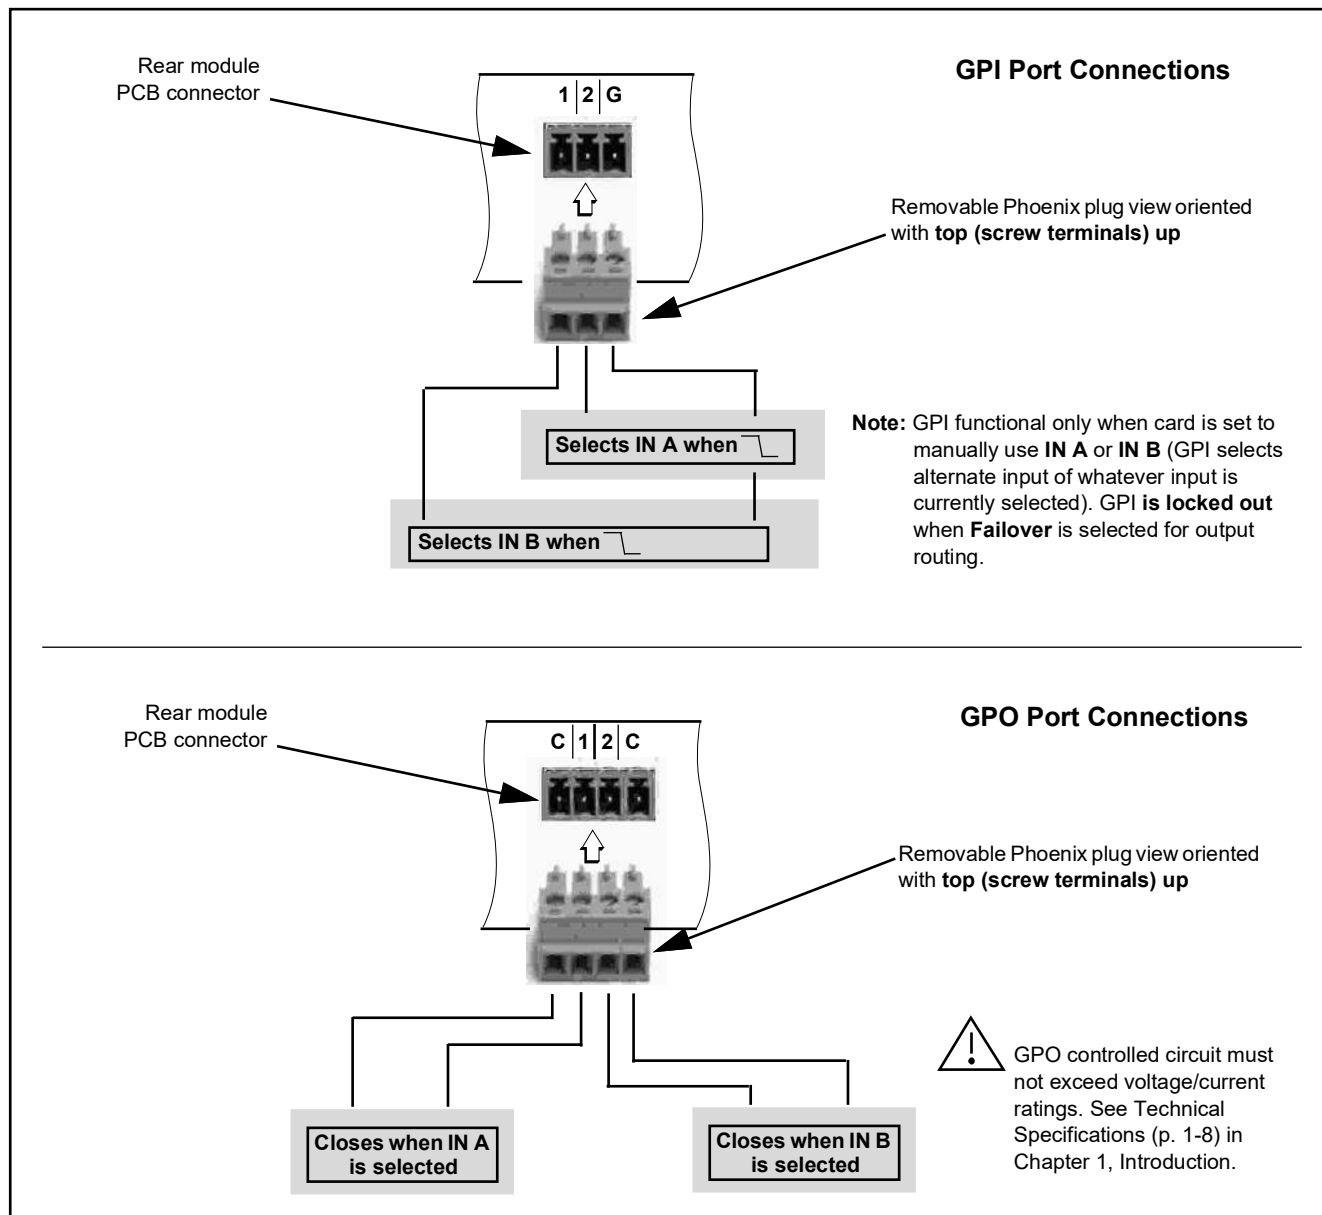 GPI Port Connections
Rear module
PCB connector
1 2 G
Removable Phoenix plug view oriented
with top (screw terminals) up
Selects IN A when
Selects IN B when
Note: GPI functional only when card is set to
manually use IN A or IN B (GPI selects
alternate input of whatever input is
currently selected). GPI is locked out
when Failover is selected for output
routing.
GPO Port Connections
Rear module
PCB connector
C 1 2 C
Removable Phoenix plug view oriented
with top (screw terminals) up
Closes when IN A
is selected
Closes when IN B
is selected
GPO controlled circuit must
not exceed voltage/current
ratings. See Technical
Specifications (p. 1-8) in
Chapter 1, Introduction.